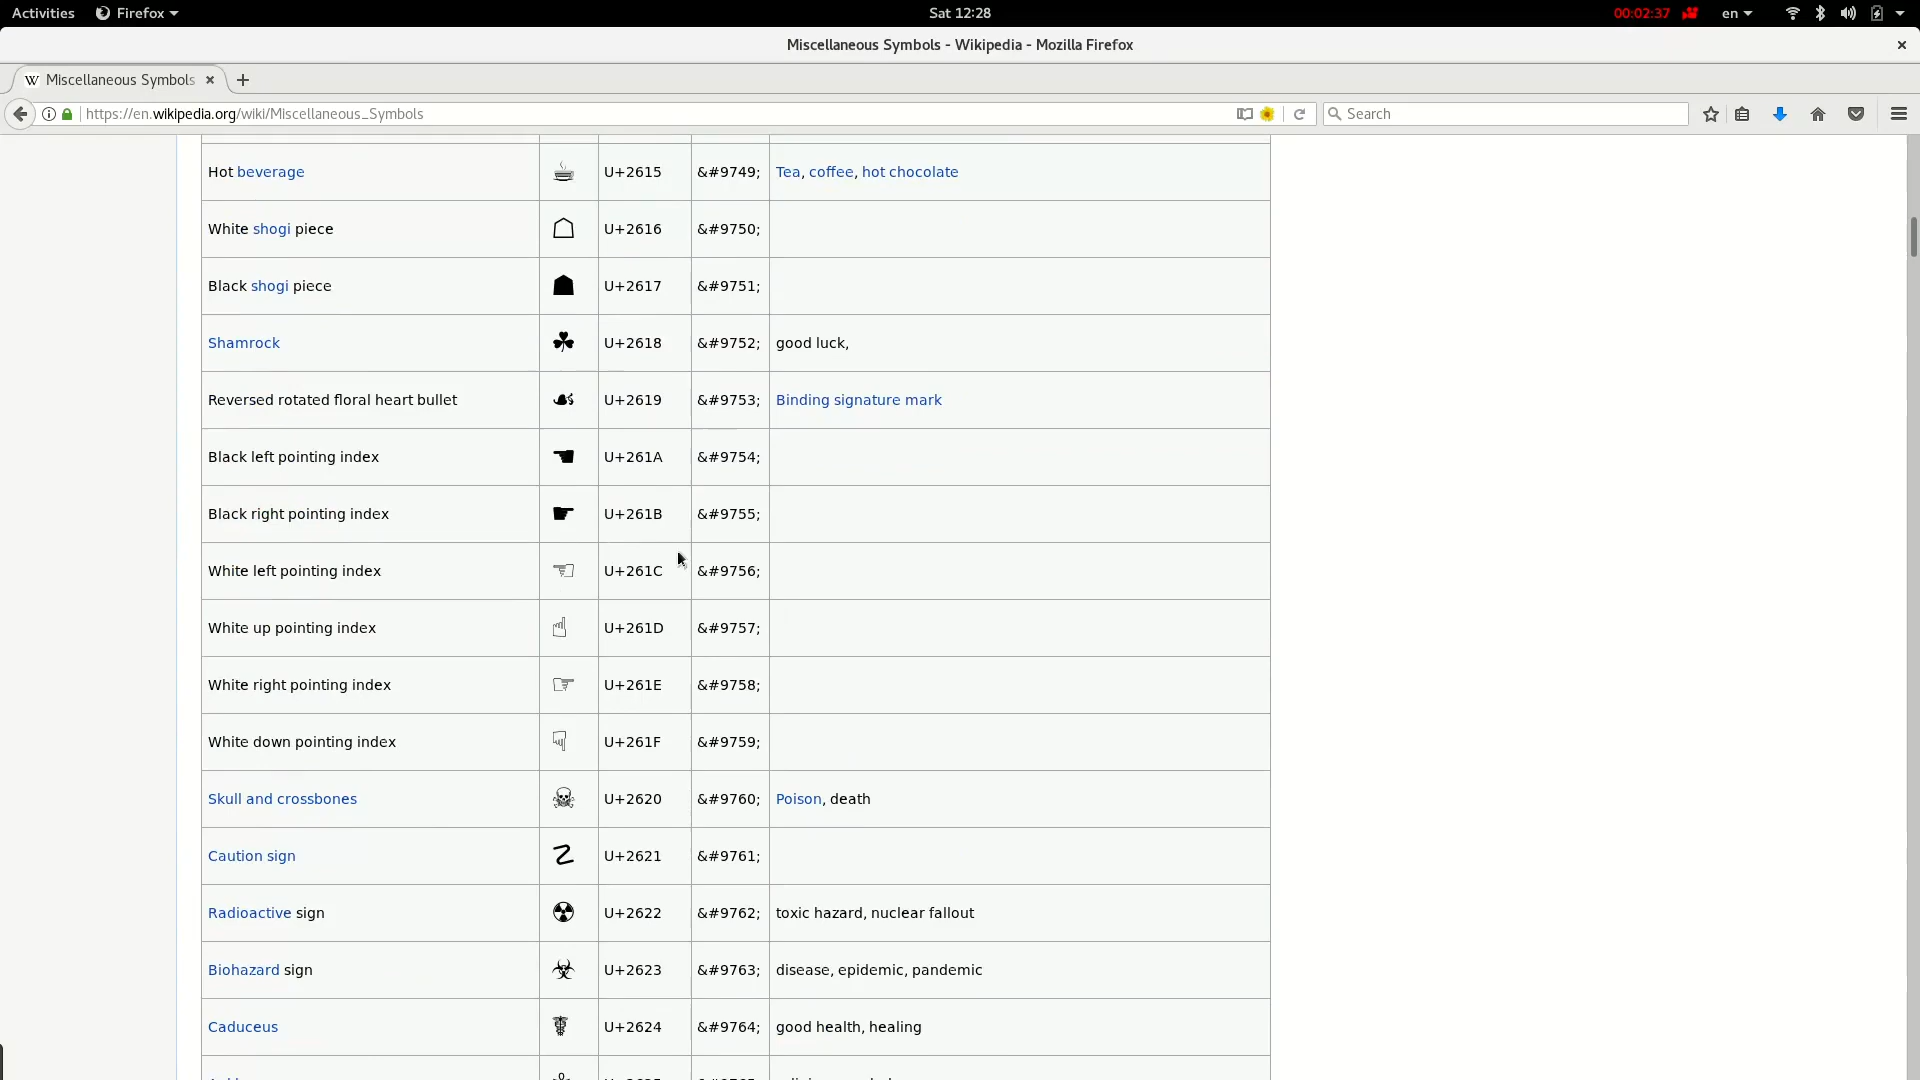 Activities Firefox Sat 12:28 00:02:37 en
Miscellaneous Symbols - Wikipedia - Mozilla Firefox
Miscellaneous Symbols
https://en.wikipedia.org/wiki/Miscellaneous_Symbols Search
Hot beverage ☕ U+2615 &#9749; Tea, coffee, hot chocolate
White shogi piece ☖ U+2616 &#9750;
Black shogi piece ☗ U+2617 &#9751;
Shamrock ☘ U+2618 &#9752; good luck,
Reversed rotated floral heart bullet ☙ U+2619 &#9753; Binding signature mark
Black left pointing index ☚ U+261A &#9754;
Black right pointing index ☛ U+261B &#9755;
White left pointing index ☜ U+261C &#9756;
White up pointing index ☝ U+261D &#9757;
White right pointing index ☞ U+261E &#9758;
White down pointing index ☟ U+261F &#9759;
Skull and crossbones ☠ U+2620 &#9760; Poison, death
Caution sign ☡ U+2621 &#9761;
Radioactive sign ☢ U+2622 &#9762; toxic hazard, nuclear fallout
Biohazard sign ☣ U+2623 &#9763; disease, epidemic, pandemic
Caduceus ☤ U+2624 &#9764; good health, healing